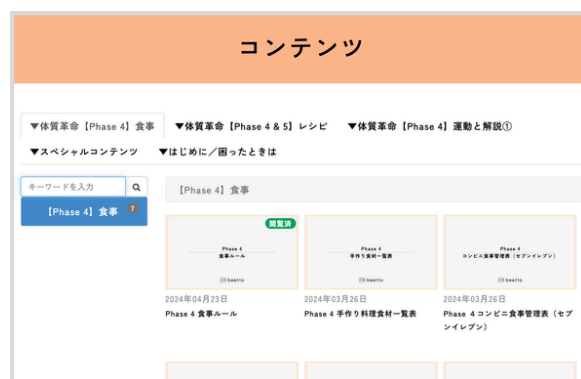 コンテンツ
▼体質革命【Phase 4】食事 ▼体質革命【Phase 4 & 5】レシピ ▼体質革命【Phase 4】運動と解説①
▼スペシャルコンテンツ ▼はじめに／困ったときは
キーワードを入力
【Phase 4】食事
【Phase 4】食事 7
閲覧済
Phase 4
食事ルール
beetto
Phase 4
手作り料理食材一覧表
beetto
Phase 4
コンビニ食事管理表（セブンイレブン）
beetto
2024年04月23日
Phase 4 食事ルール
2024年03月26日
Phase 4 手作り料理食材一覧表
2024年03月26日
Phase 4 コンビニ食事管理表（セブ
ンイレブン）